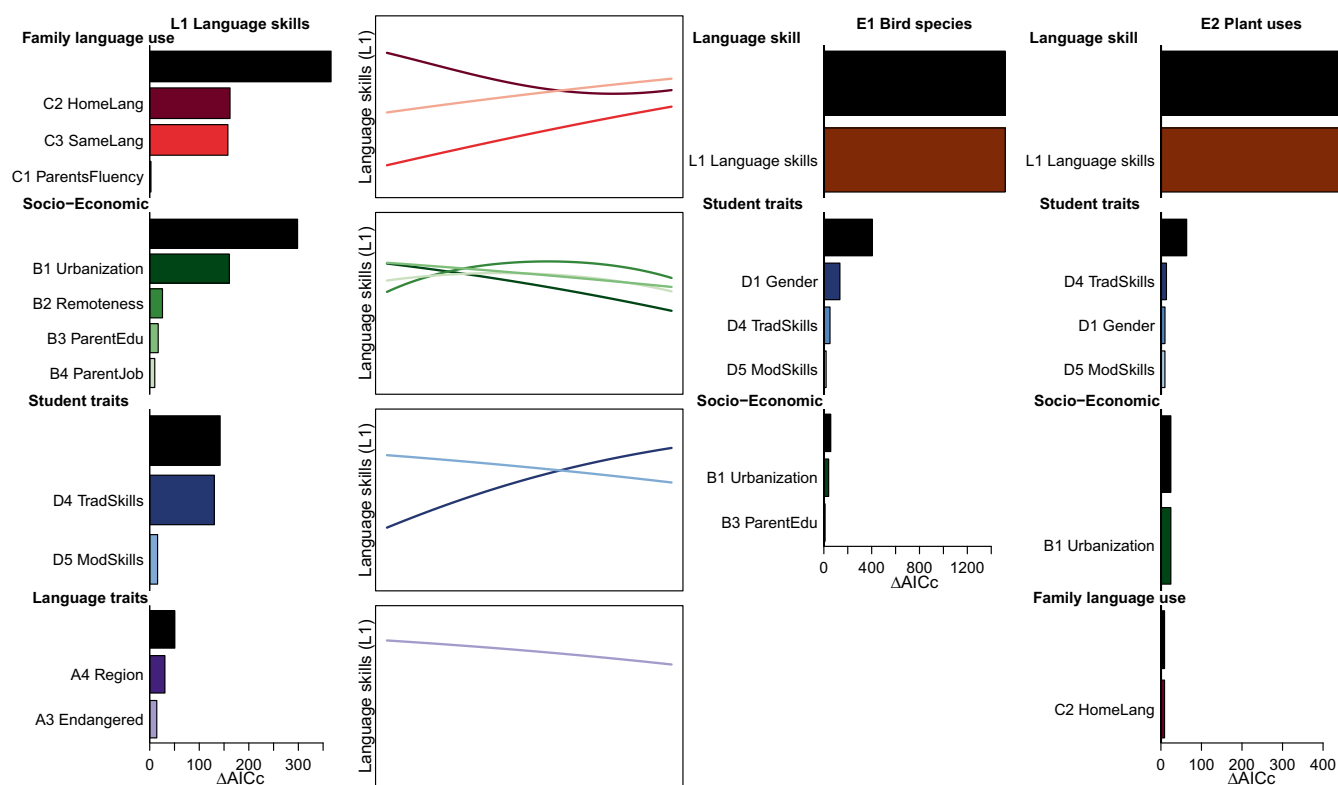 L1 Language skills
Family language use
C2 HomeLang
C3 SameLang
C1 ParentsFluency
Socio−Economic
B1 Urbanization
B2 Remoteness
B3 ParentEdu
B4 ParentJob
Student traits
D4 TradSkills
D5 ModSkills
Language traits
A4 Region
A3 Endangered
0 100 200 300
ΔAICc
Language skills (L1)
Language skills (L1)
Language skills (L1)
Language skills (L1)
E1 Bird species
Language skill
L1 Language skills
Student traits
D1 Gender
D4 TradSkills
D5 ModSkills
Socio−Economic
B1 Urbanization
B3 ParentEdu
0 400 800 1200
ΔAICc
E2 Plant uses
Language skill
L1 Language skills
Student traits
D4 TradSkills
D1 Gender
D5 ModSkills
Socio−Economic
B1 Urbanization
Family language use
C2 HomeLang
0 100 200 300 400
ΔAICc